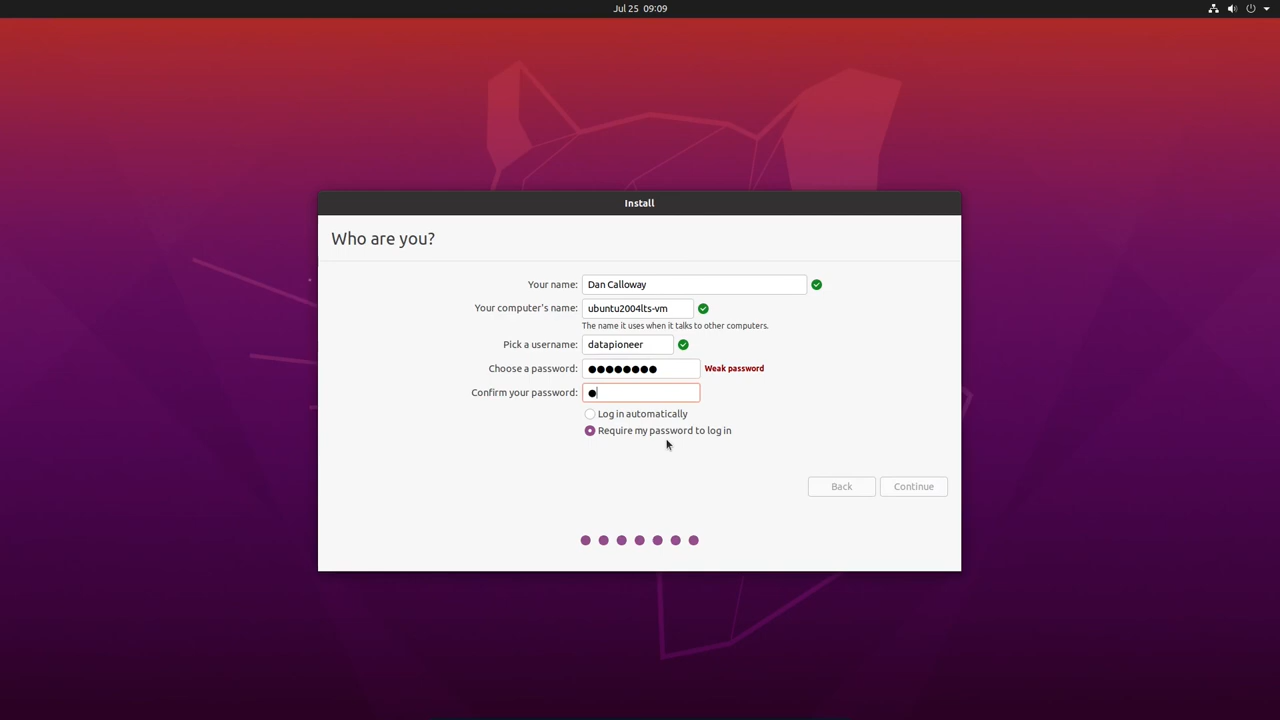 Jul 25 09:09
Install
Who are you?
Your name: Dan Calloway
Your computer's name: ubuntu2004lts-vm
The name it uses when it talks to other computers.
Pick a username: datapioneer
Choose a password: ●●●●●●●● Weak password
Confirm your password: ●
Log in automatically
Require my password to log in
Back Continue